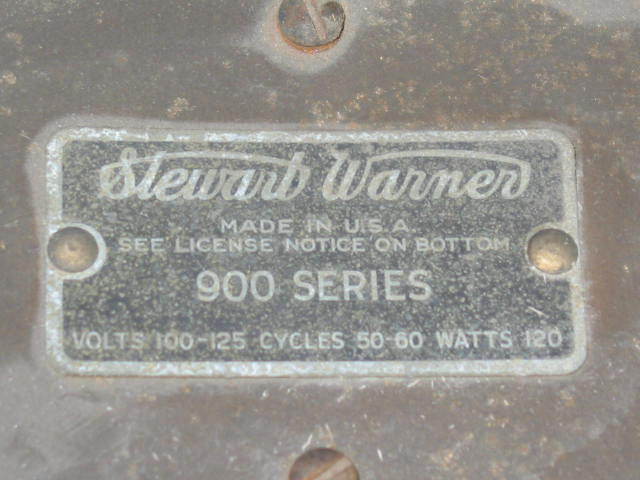 Stewart Warner
MADE IN U.S.A.
SEE LICENSE NOTICE ON BOTTOM
900 SERIES
VOLTS 100-125 CYCLES 50-60 WATTS 120